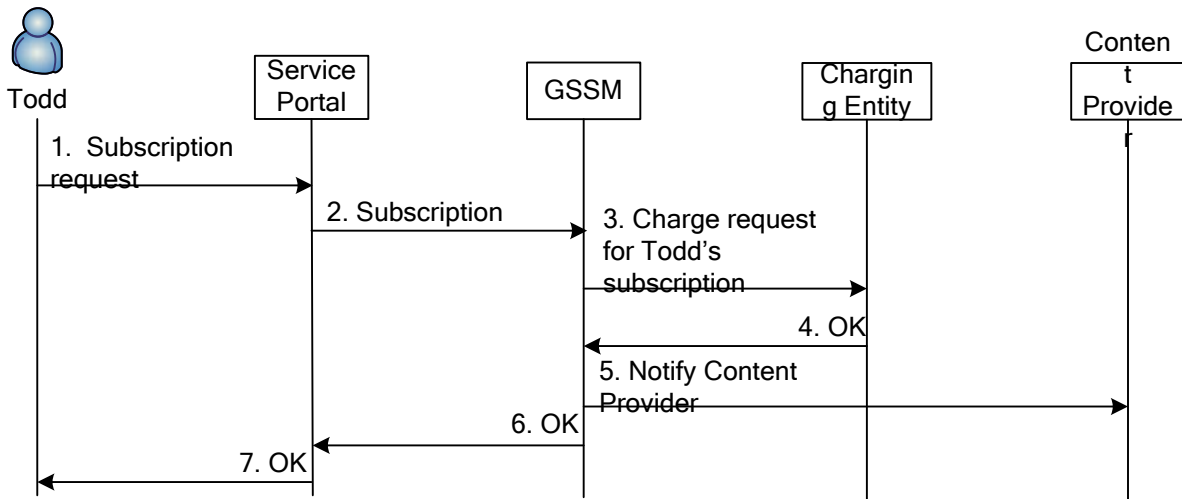 Todd
Service
Portal
GSSM
Chargin
g Entity
Conten
t
Provide
r
1. Subscription
request
2. Subscription
3. Charge request
for Todd's
subscription
4. OK
5. Notify Content
Provider
6. OK
7. OK